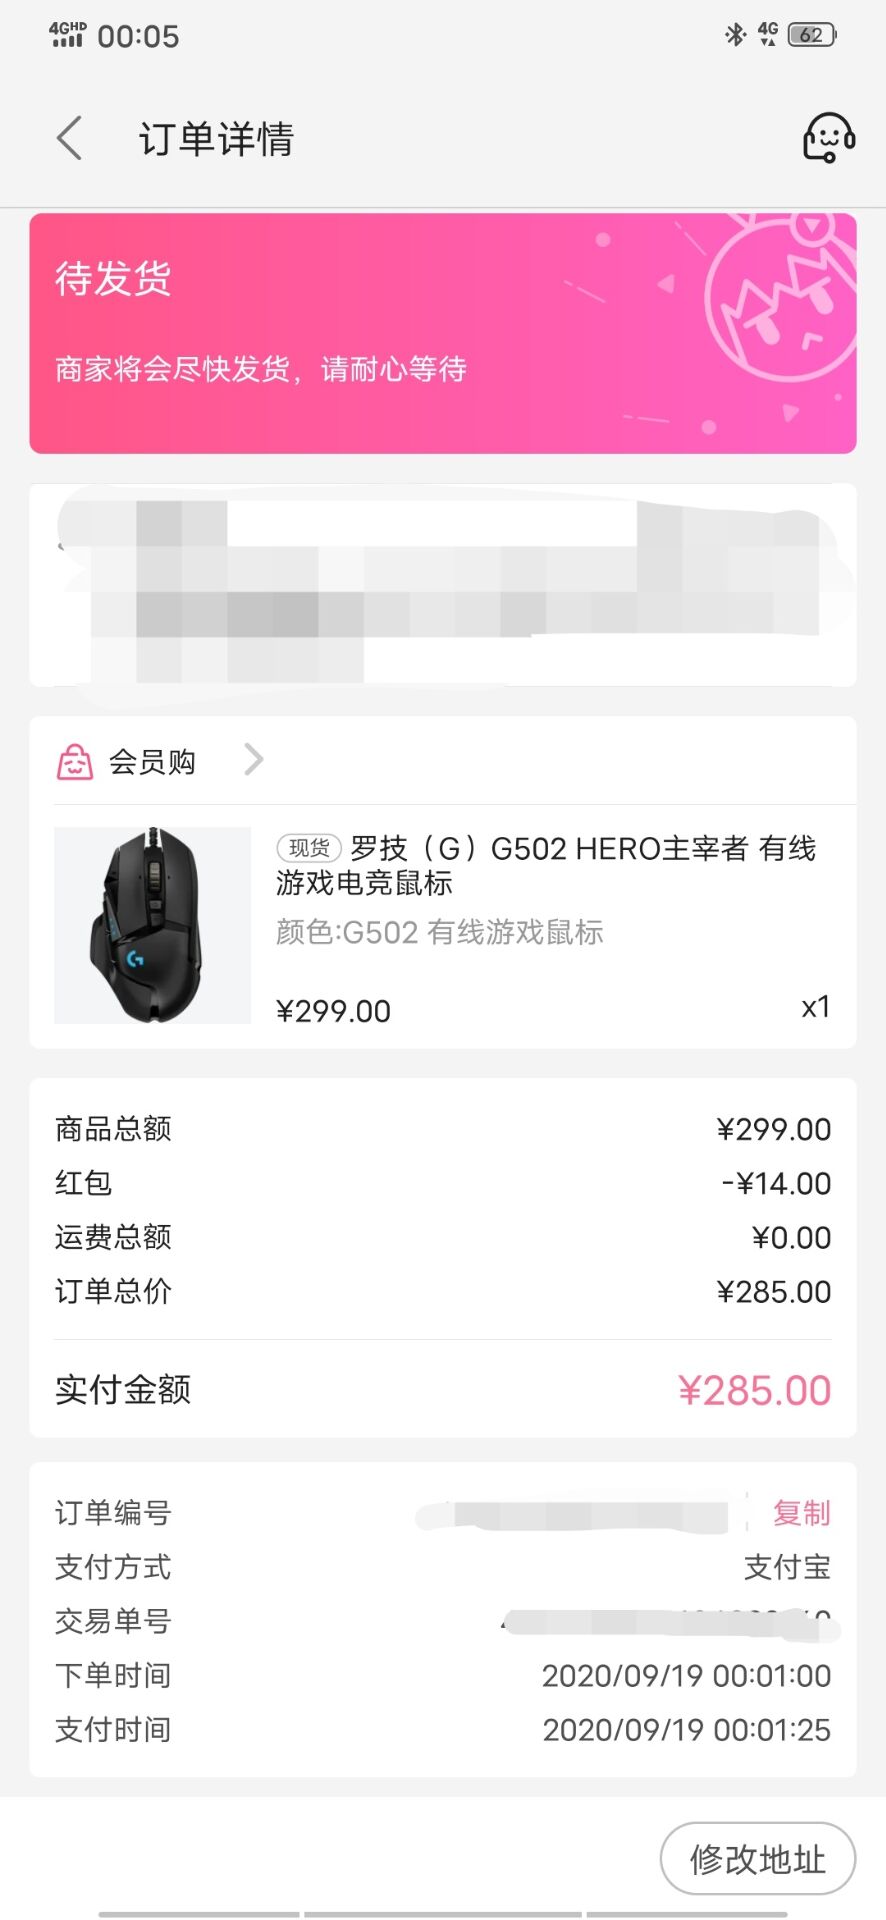 4GHD 00:05 4G 62
订单详情
待发货
商家将会尽快发货，请耐心等待
会员购
现货 罗技（G）G502 HERO主宰者 有线
游戏电竞鼠标
颜色:G502 有线游戏鼠标
¥299.00 x1
商品总额 ¥299.00
红包 -¥14.00
运费总额 ¥0.00
订单总价 ¥285.00
实付金额 ¥285.00
订单编号 复制
支付方式 支付宝
交易单号
下单时间 2020/09/19 00:01:00
支付时间 2020/09/19 00:01:25
修改地址